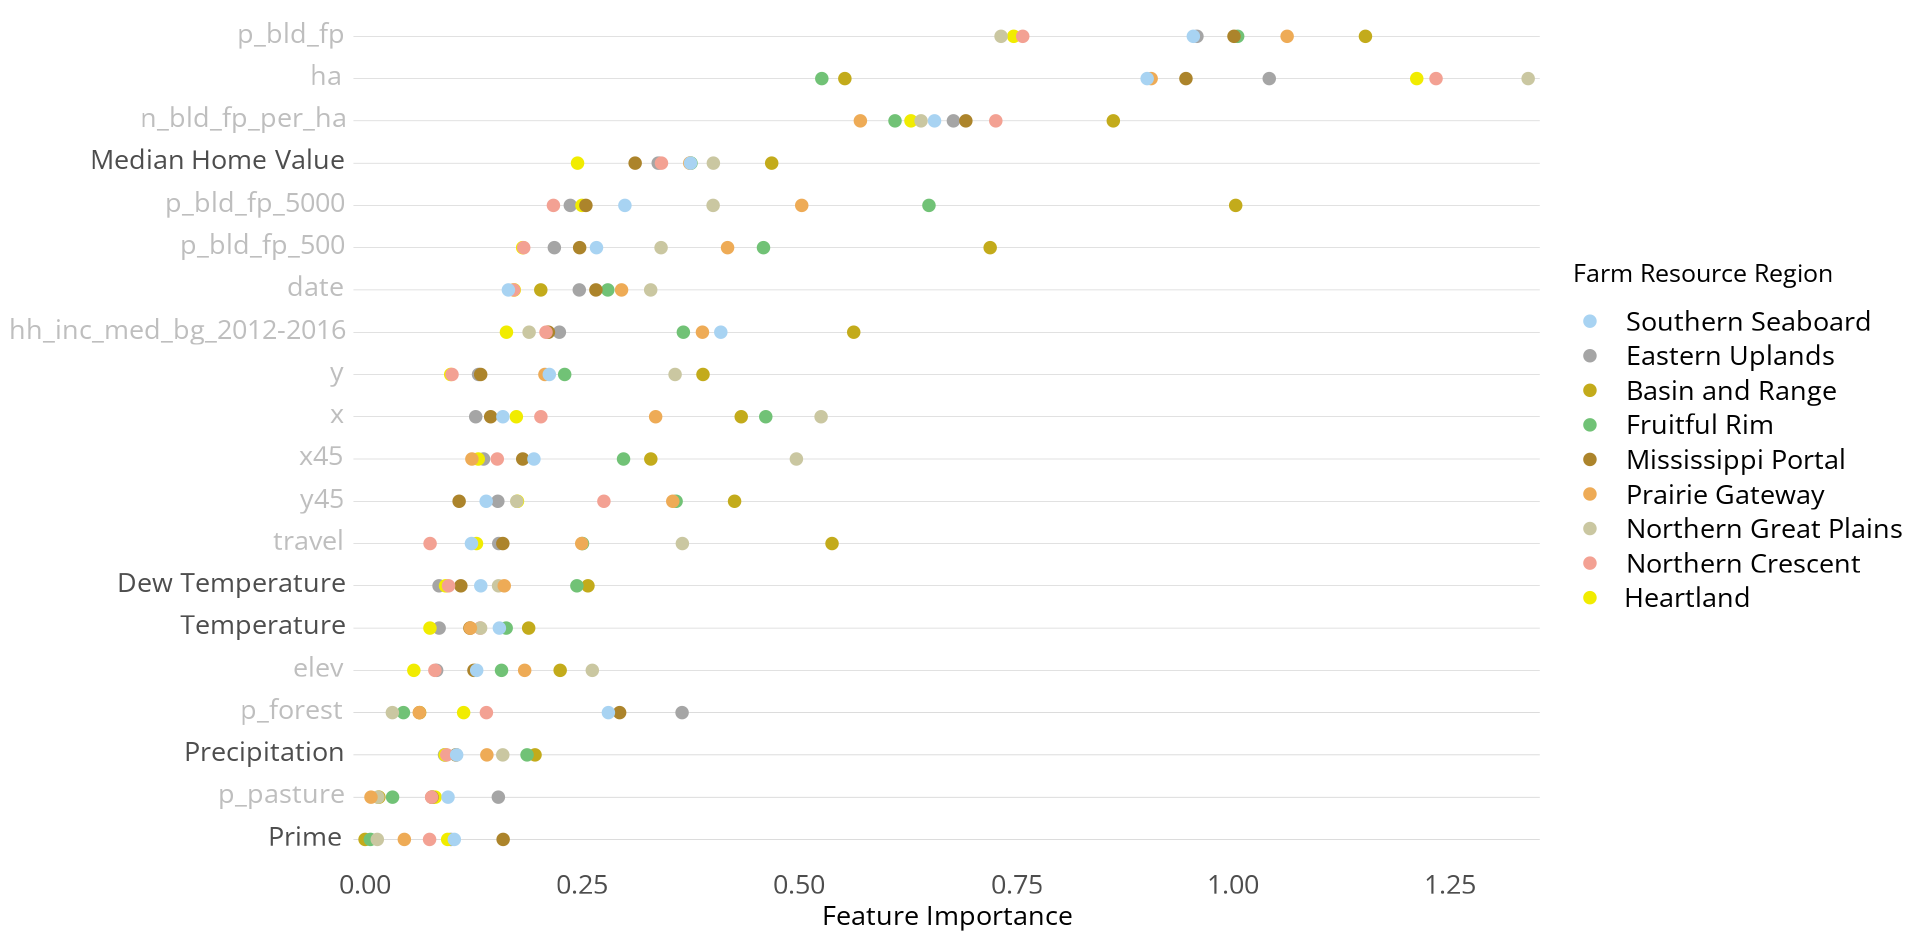 p_bld_fp
ha
n_bld_fp_per_ha
Median Home Value
p_bld_fp_5000
p_bld_fp_500
date
hh_inc_med_bg_2012-2016
y
x
x45
y45
travel
Dew Temperature
Temperature
elev
p_forest
Precipitation
p_pasture
Prime
0.00 0.25 0.50 0.75 1.00 1.25
Feature Importance
Farm Resource Region
Southern Seaboard
Eastern Uplands
Basin and Range
Fruitful Rim
Mississippi Portal
Prairie Gateway
Northern Great Plains
Northern Crescent
Heartland